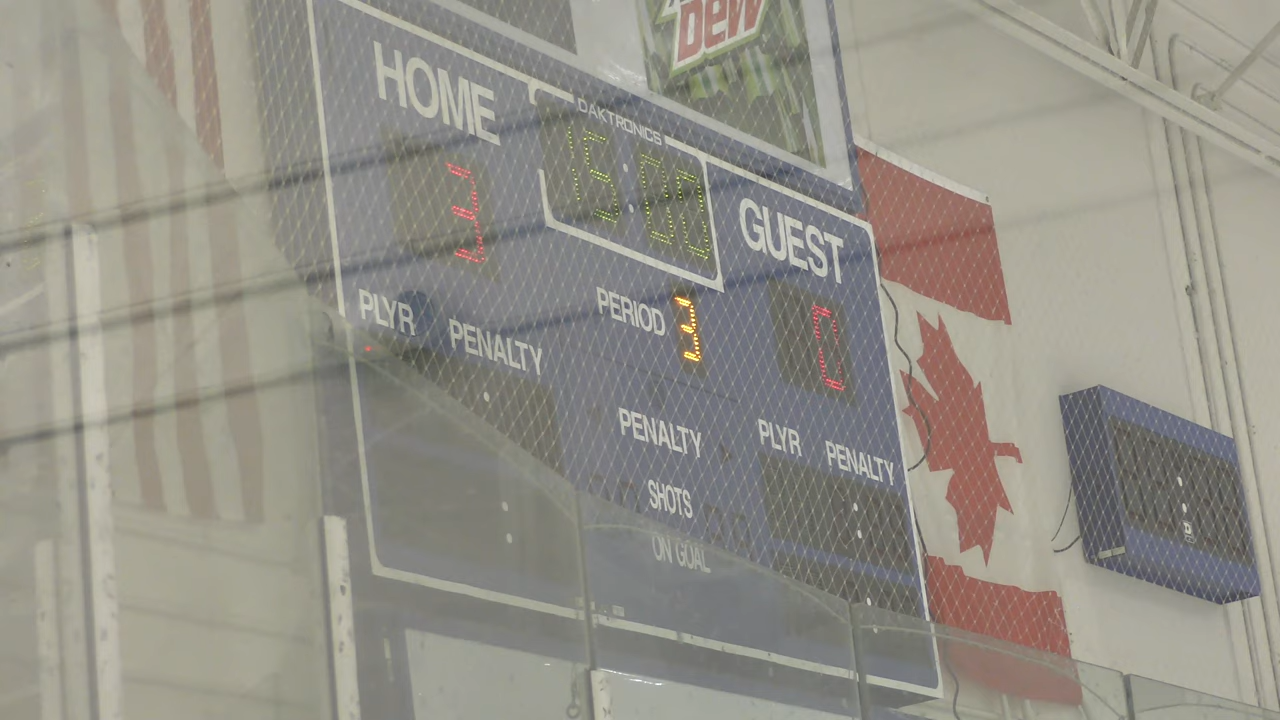 DEW
HOME
DAKTRONICS
15:00
3
GUEST
PERIOD 3
0
PLYR PENALTY
PENALTY
PLYR PENALTY
SHOTS
ON GOAL